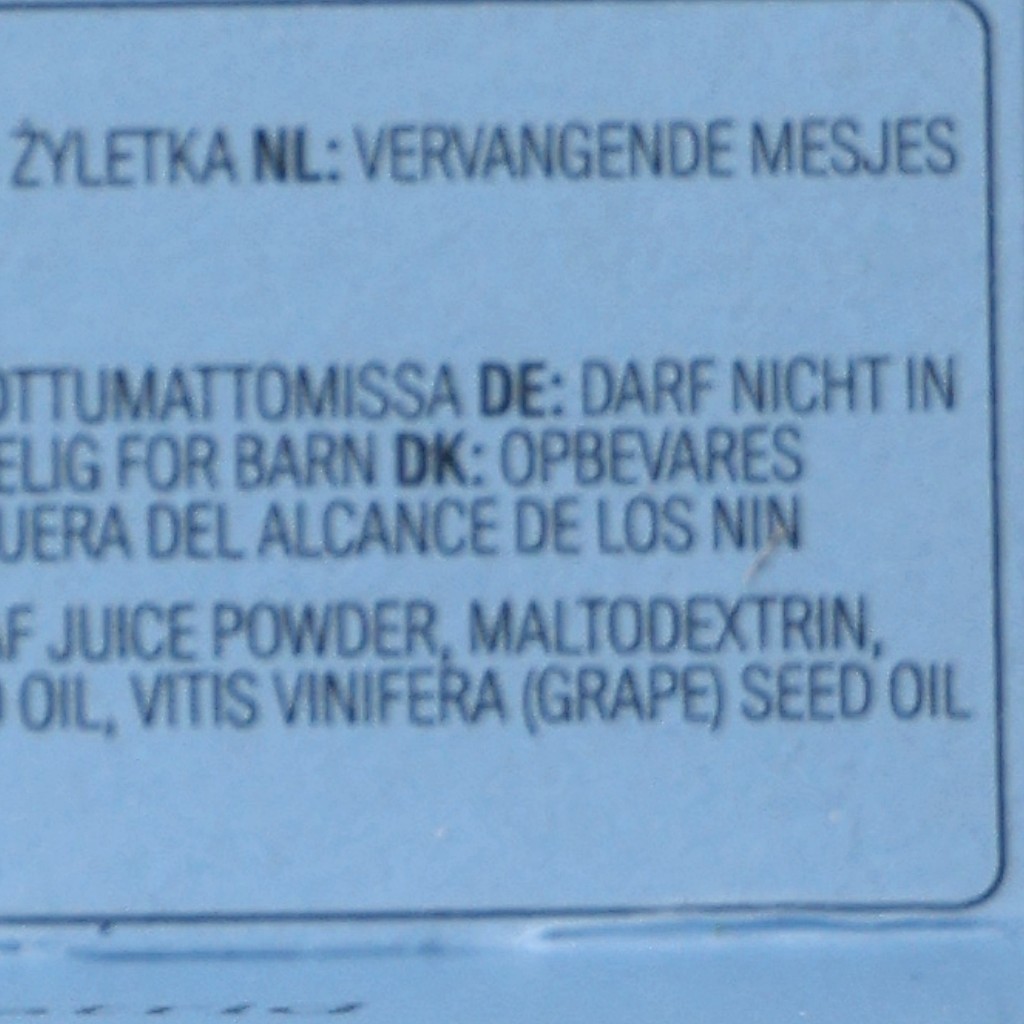 ŻYLETKA NL: VERVANGENDE MESJES
OTTUMATTOMISSA DE: DARF NICHT IN
ELIG FOR BARN DK: OPBEVARES
UERA DEL ALCANCE DE LOS NIN
AF JUICE POWDER, MALTODEXTRIN,
OIL, VITIS VINIFERA (GRAPE) SEED OIL